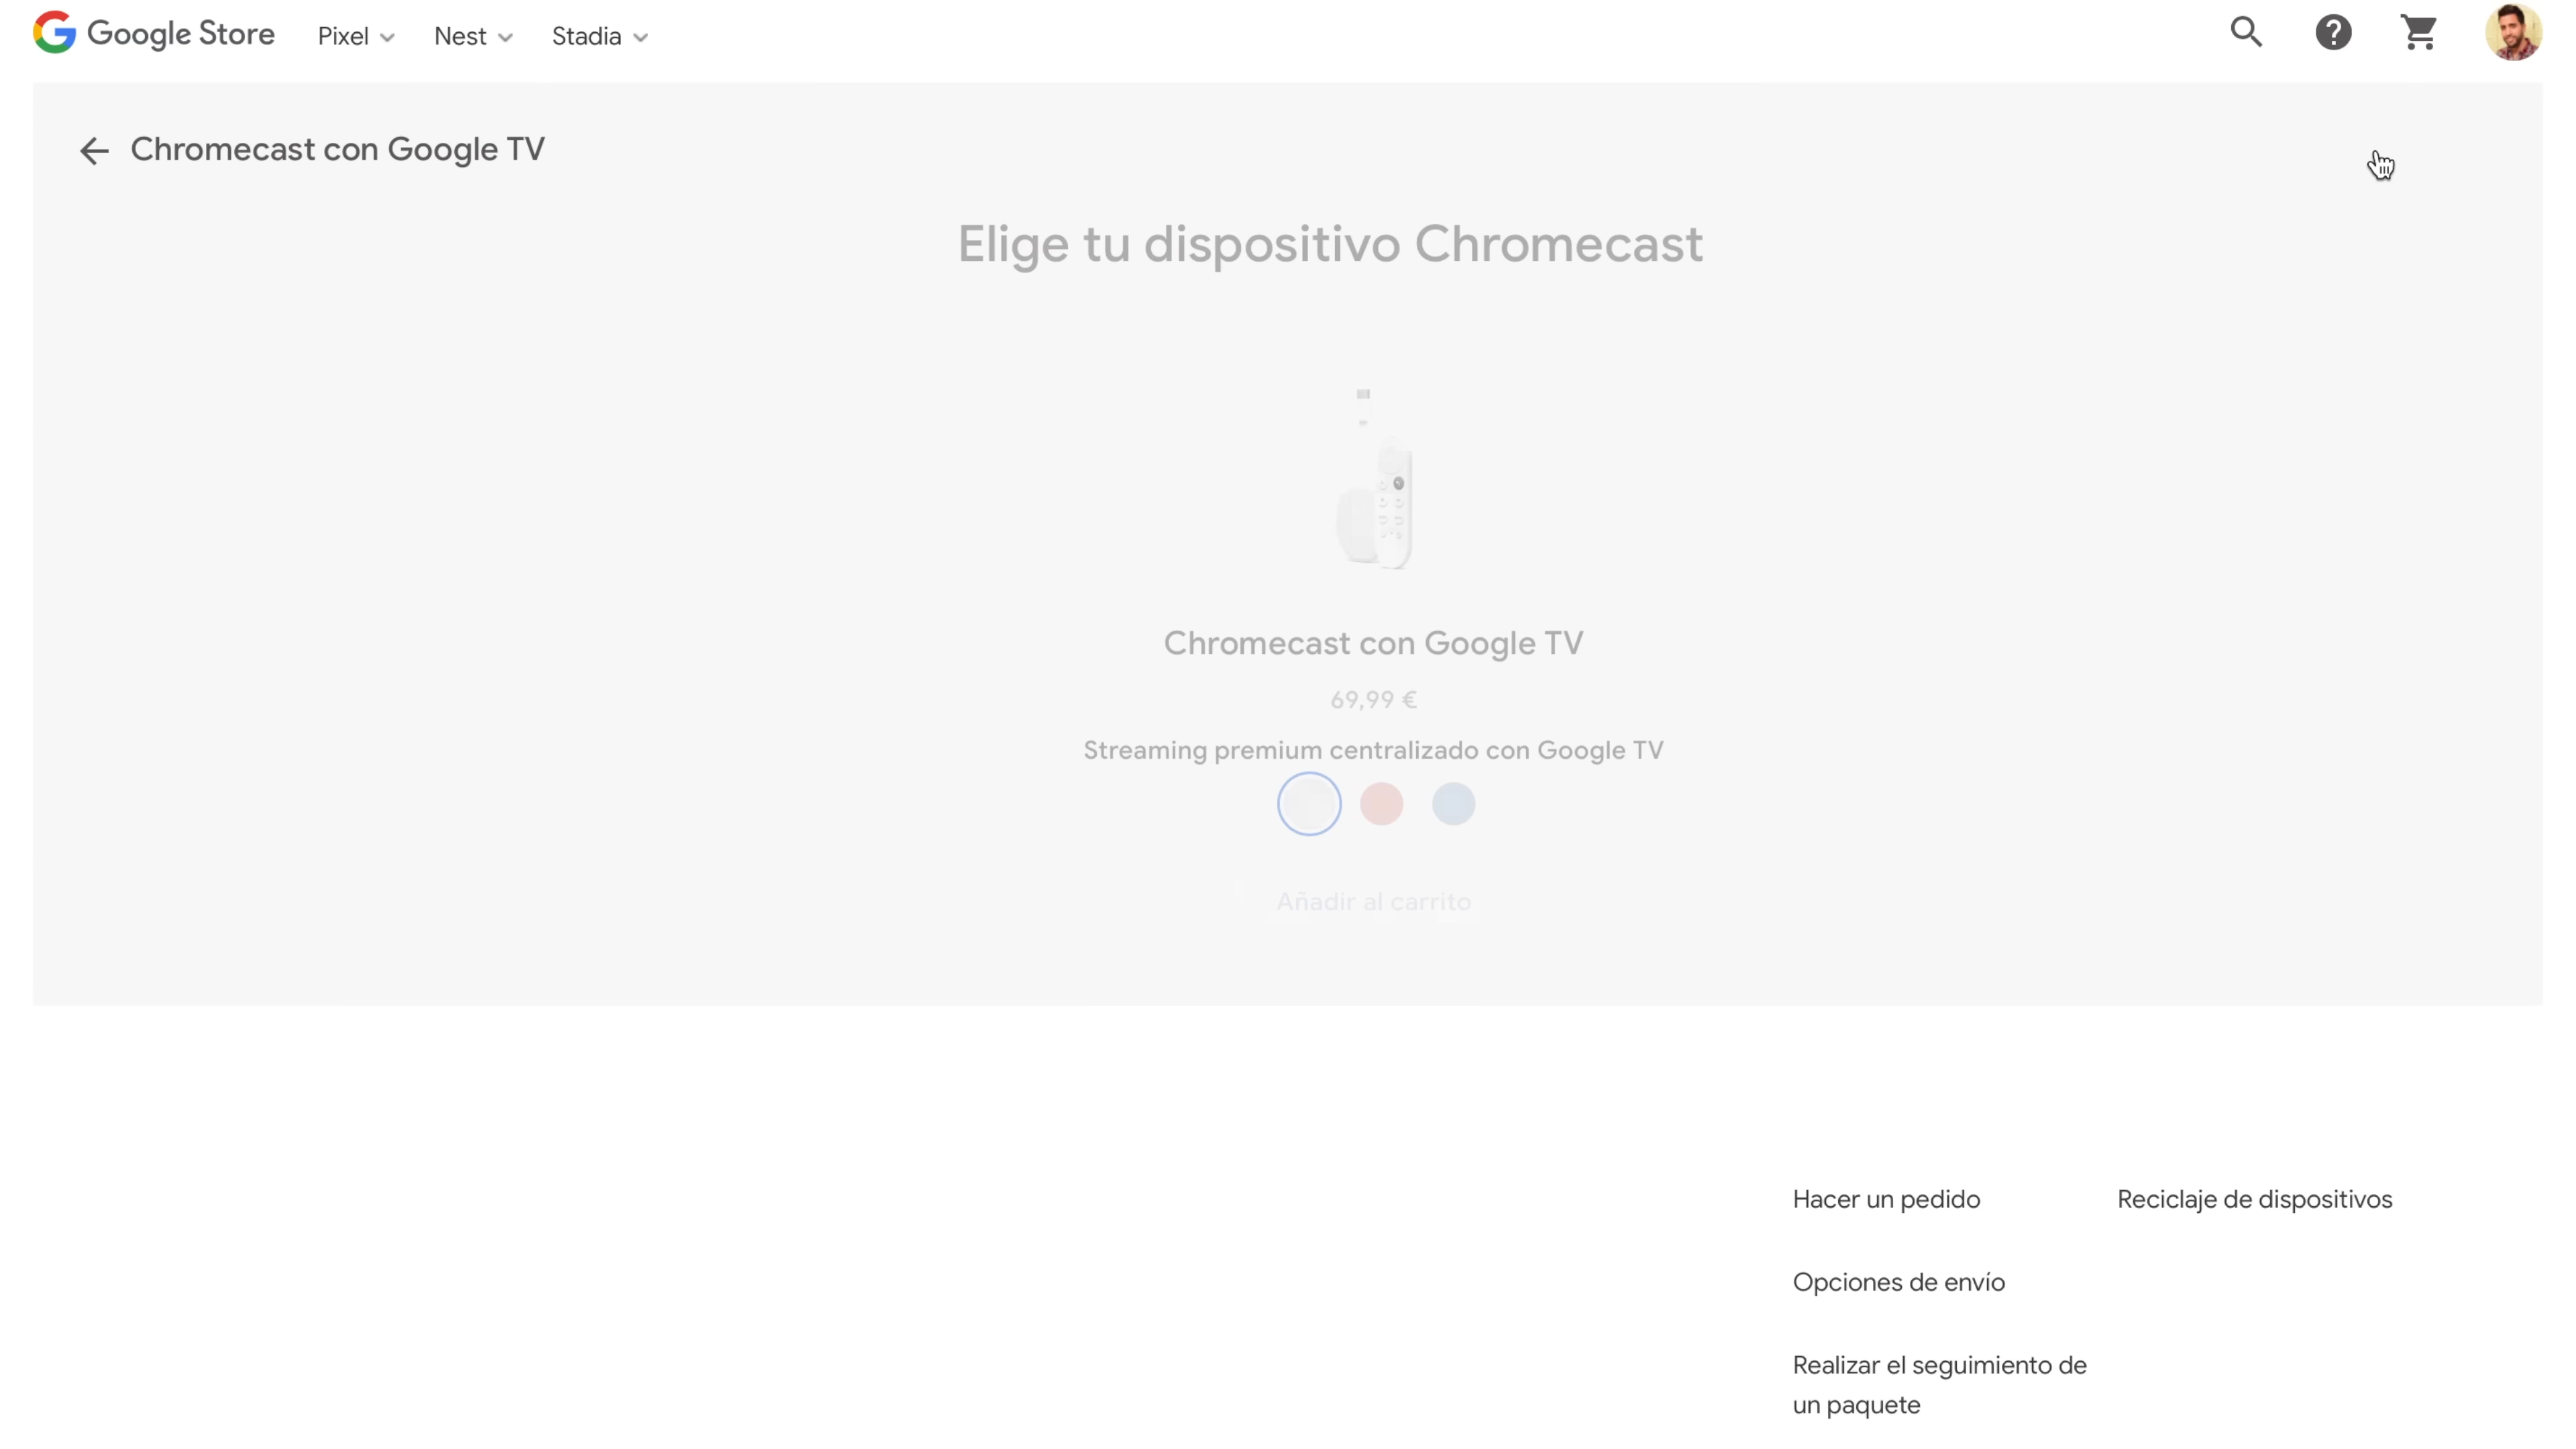 Google Store Pixel Nest Stadia
Chromecast con Google TV
Elige tu dispositivo Chromecast
Chromecast con Google TV
69,99 €
Streaming premium centralizado con Google TV
Añadir al carrito
Hacer un pedido
Reciclaje de dispositivos
Opciones de envío
Realizar el seguimiento de
un paquete